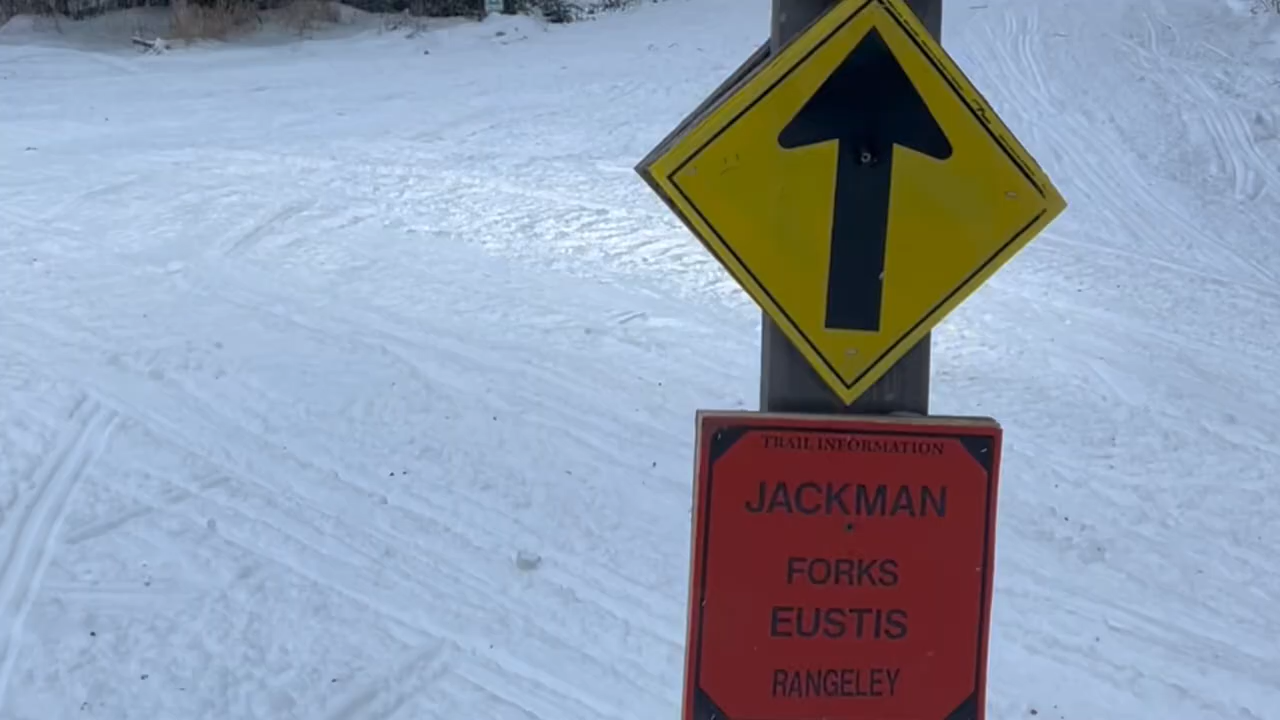 TRAIL INFORMATION
JACKMAN
FORKS
EUSTIS
RANGELEY